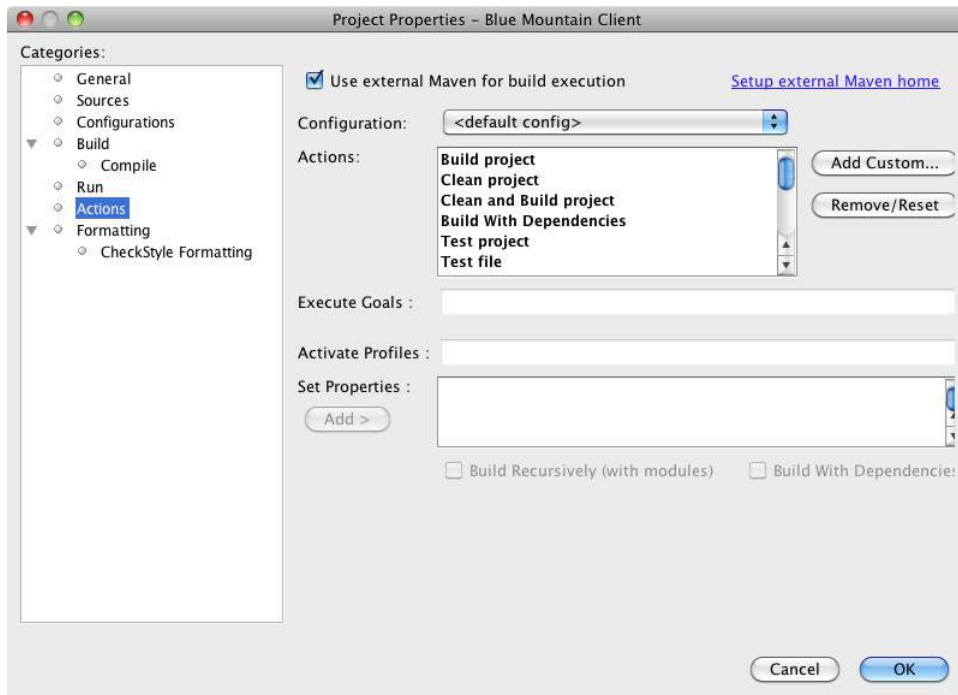 Project Properties – Blue Mountain Client
Categories:
General
Sources
Configurations
Build
Compile
Run
Actions
Formatting
CheckStyle Formatting
Use external Maven for build execution
Setup external Maven home
Configuration:
<default config>
Actions:
Build project
Clean project
Clean and Build project
Build With Dependencies
Test project
Test file
Add Custom...
Remove/Reset
Execute Goals :
Activate Profiles :
Set Properties :
Add >
Build Recursively (with modules)
Build With Dependencies
Cancel
OK